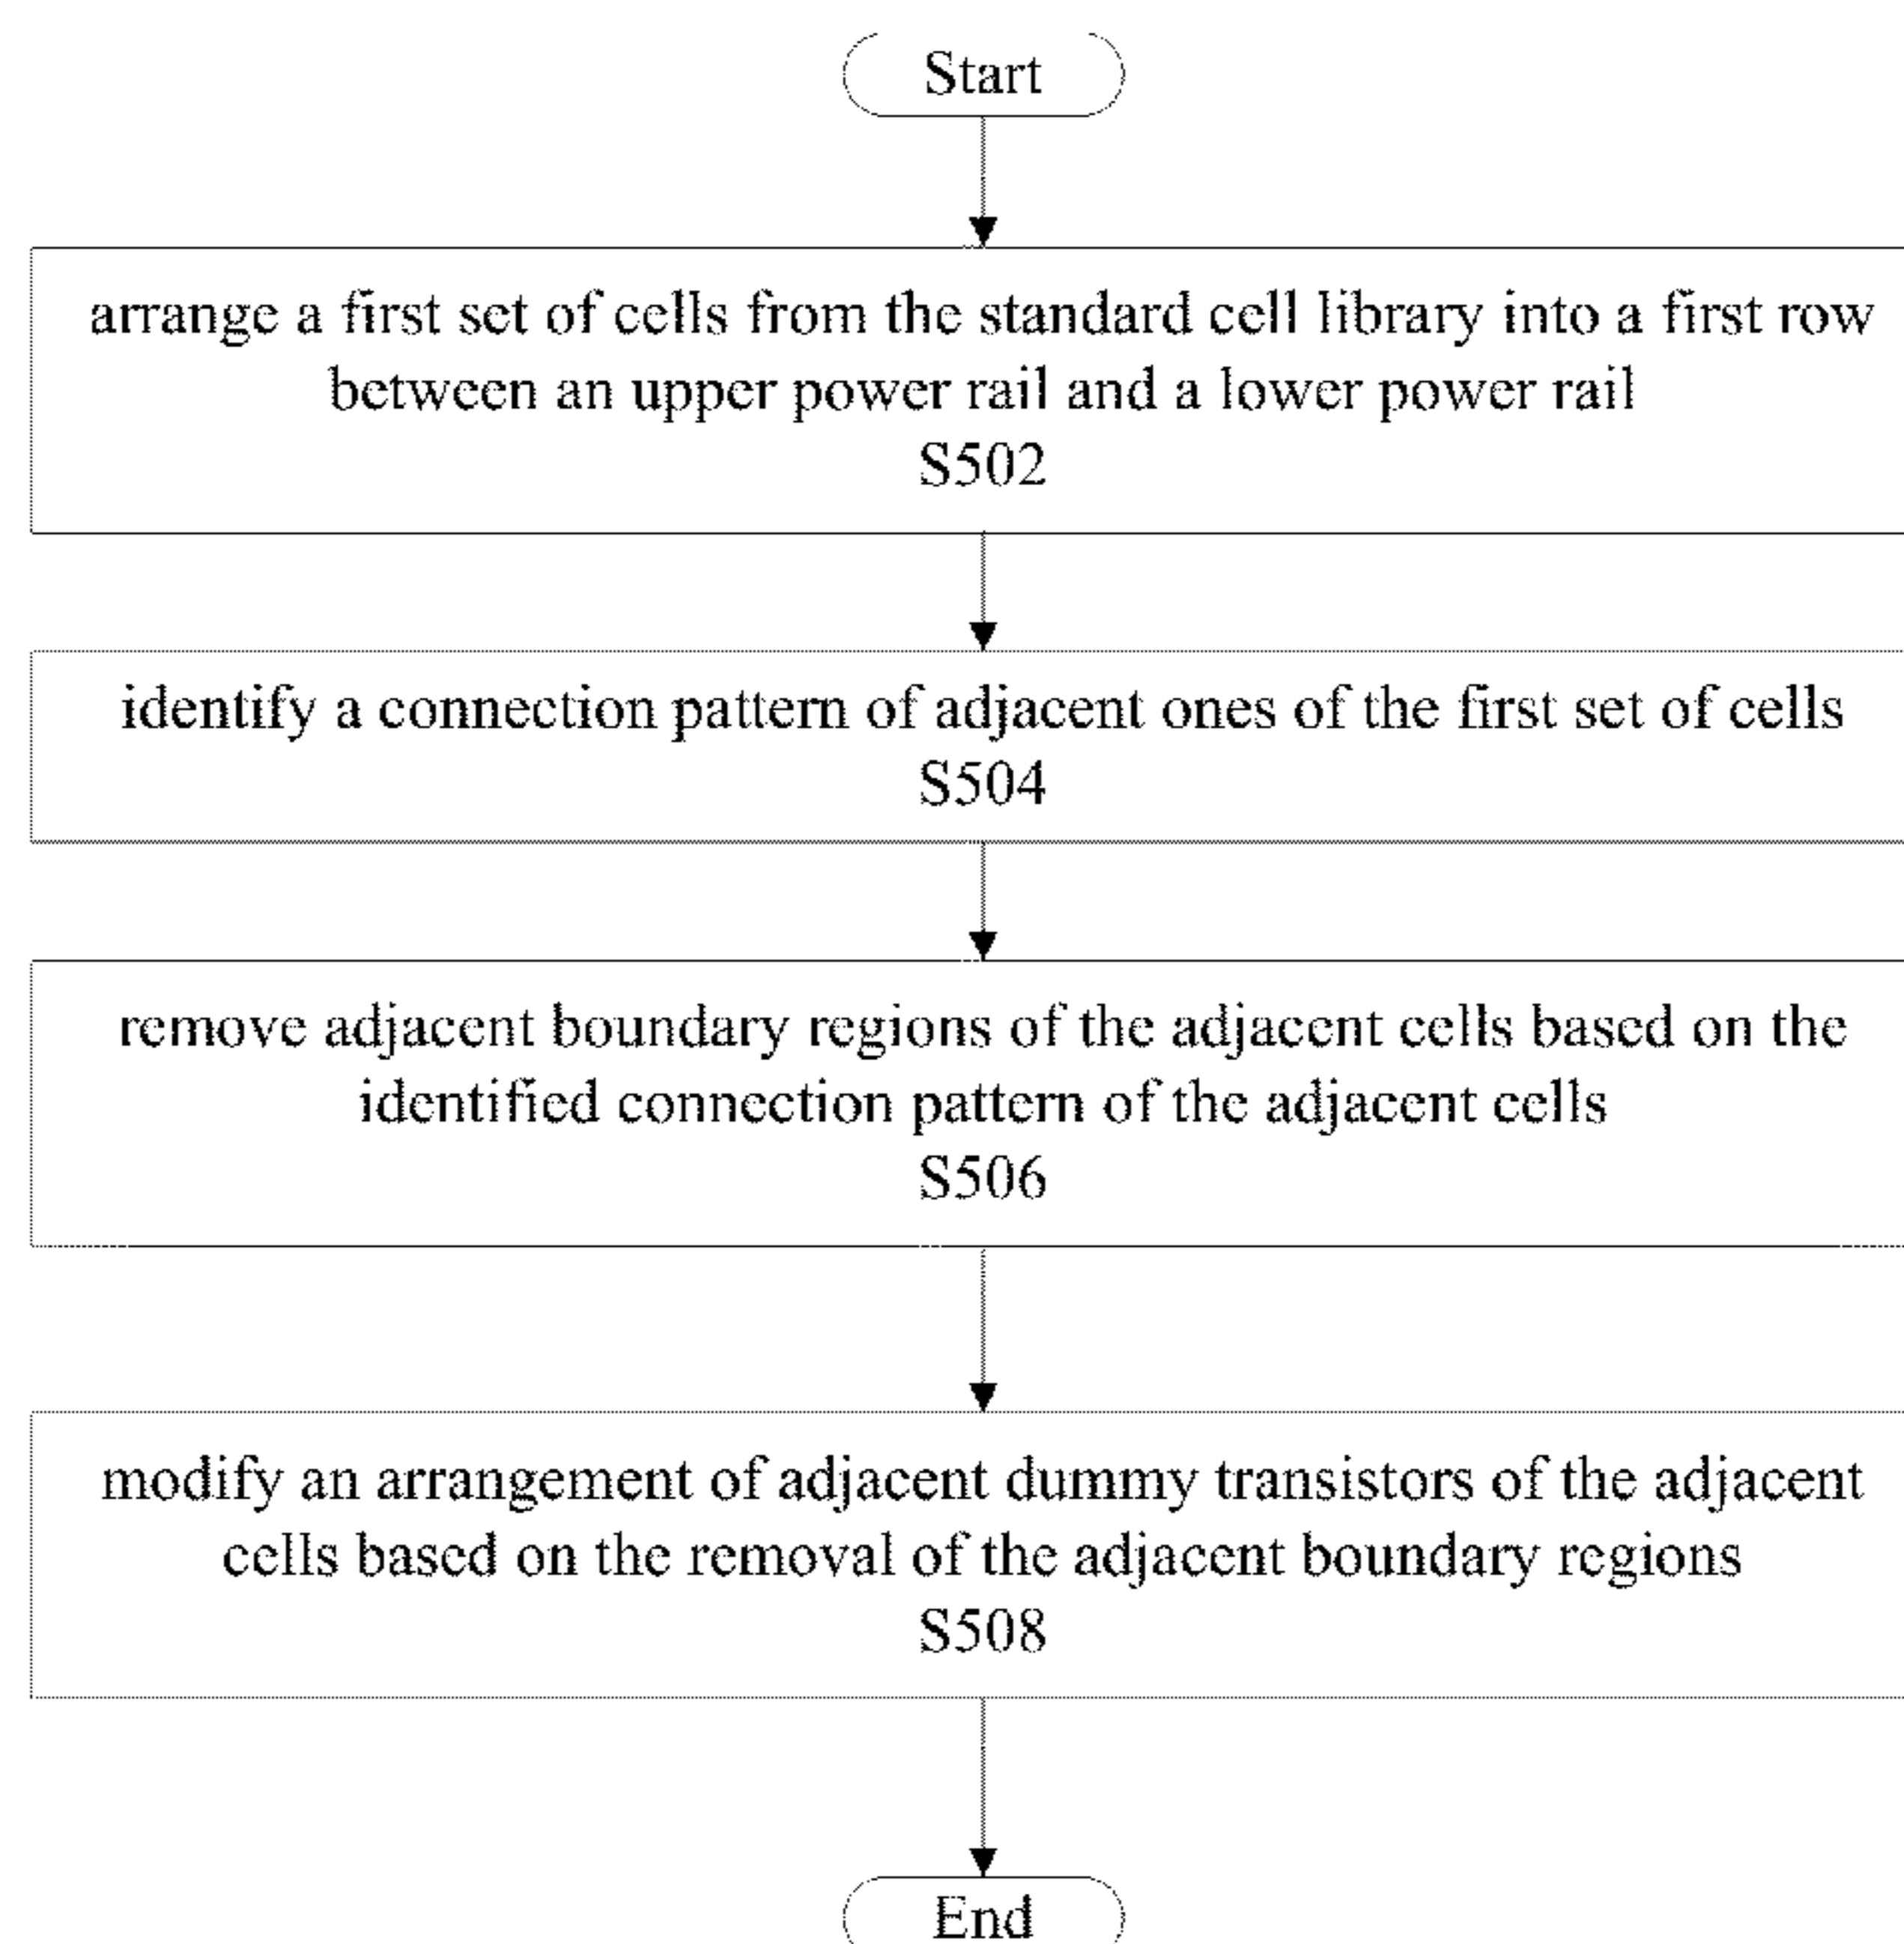 Start
arrange a first set of cells from the standard cell library into a first row
between an upper power rail and a lower power rail
S502
identify a connection pattern of adjacent ones of the first set of cells
S504
remove adjacent boundary regions of the adjacent cells based on the
identified connection pattern of the adjacent cells
S506
modify an arrangement of adjacent dummy transistors of the adjacent
cells based on the removal of the adjacent boundary regions
S508
End